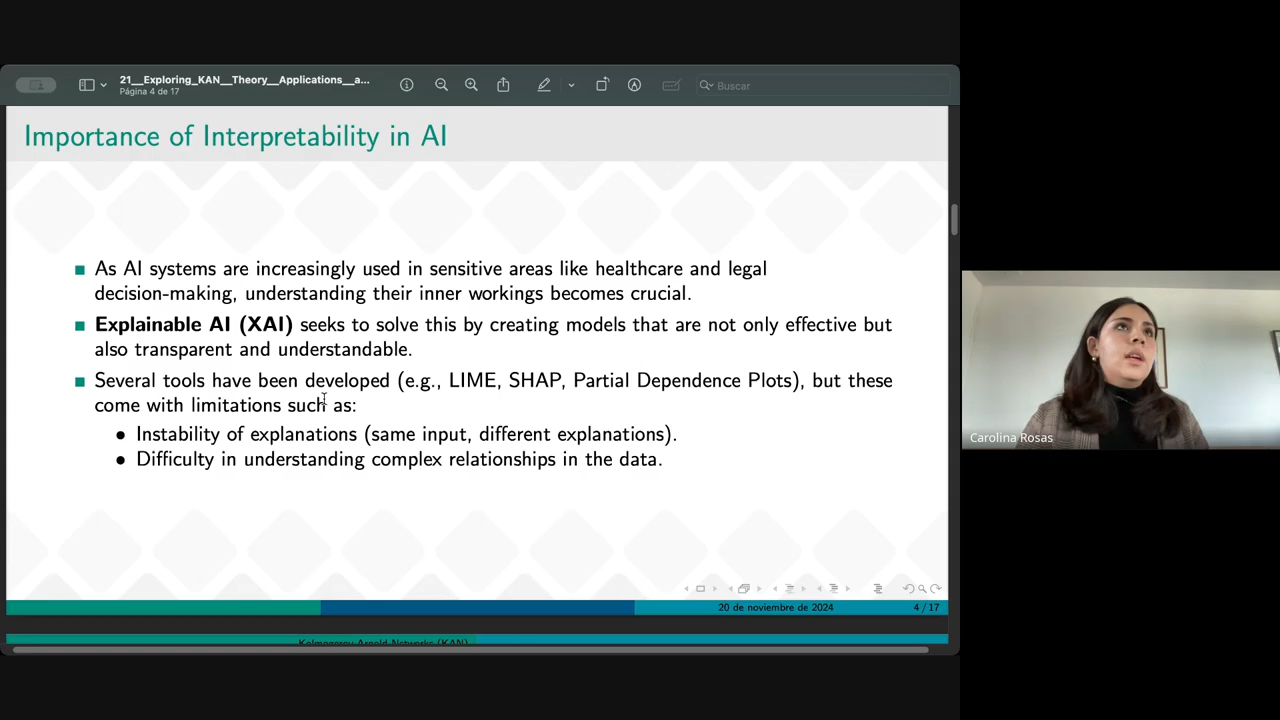 21__Exploring_KAN__Theory__Applications__a...
Página 4 de 17
Buscar
Importance of Interpretability in AI
As AI systems are increasingly used in sensitive areas like healthcare and legal
decision-making, understanding their inner workings becomes crucial.
Explainable AI (XAI) seeks to solve this by creating models that are not only effective but
also transparent and understandable.
Several tools have been developed (e.g., LIME, SHAP, Partial Dependence Plots), but these
come with limitations such as:
Instability of explanations (same input, different explanations).
Difficulty in understanding complex relationships in the data.
20 de noviembre de 2024
4 / 17
Kolmogorov-Arnold Networks (KAN)
Carolina Rosas